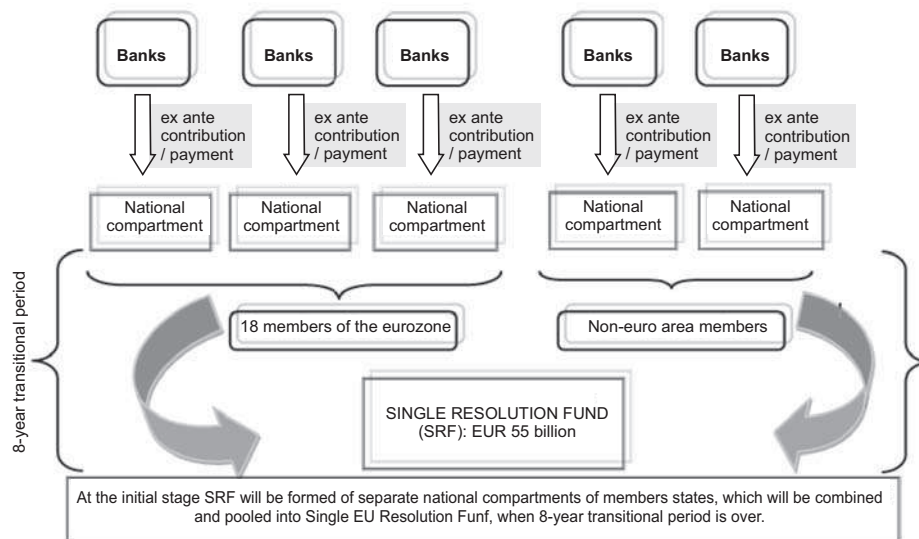 Banks
Banks
Banks
Banks
Banks
ex ante
contribution
/ payment
ex ante
contribution
/ payment
ex ante
contribution
/ payment
ex ante
contribution
/ payment
ex ante
contribution
/ payment
National
compartment
National
compartment
National
compartment
National
compartment
National
compartment
8-year transitional period
18 members of the eurozone
Non-euro area members
SINGLE RESOLUTION FUND
(SRF): EUR 55 billion
At the initial stage SRF will be formed of separate national compartments of members states, which will be combined
and pooled into Single EU Resolution Funf, when 8-year transitional period is over.